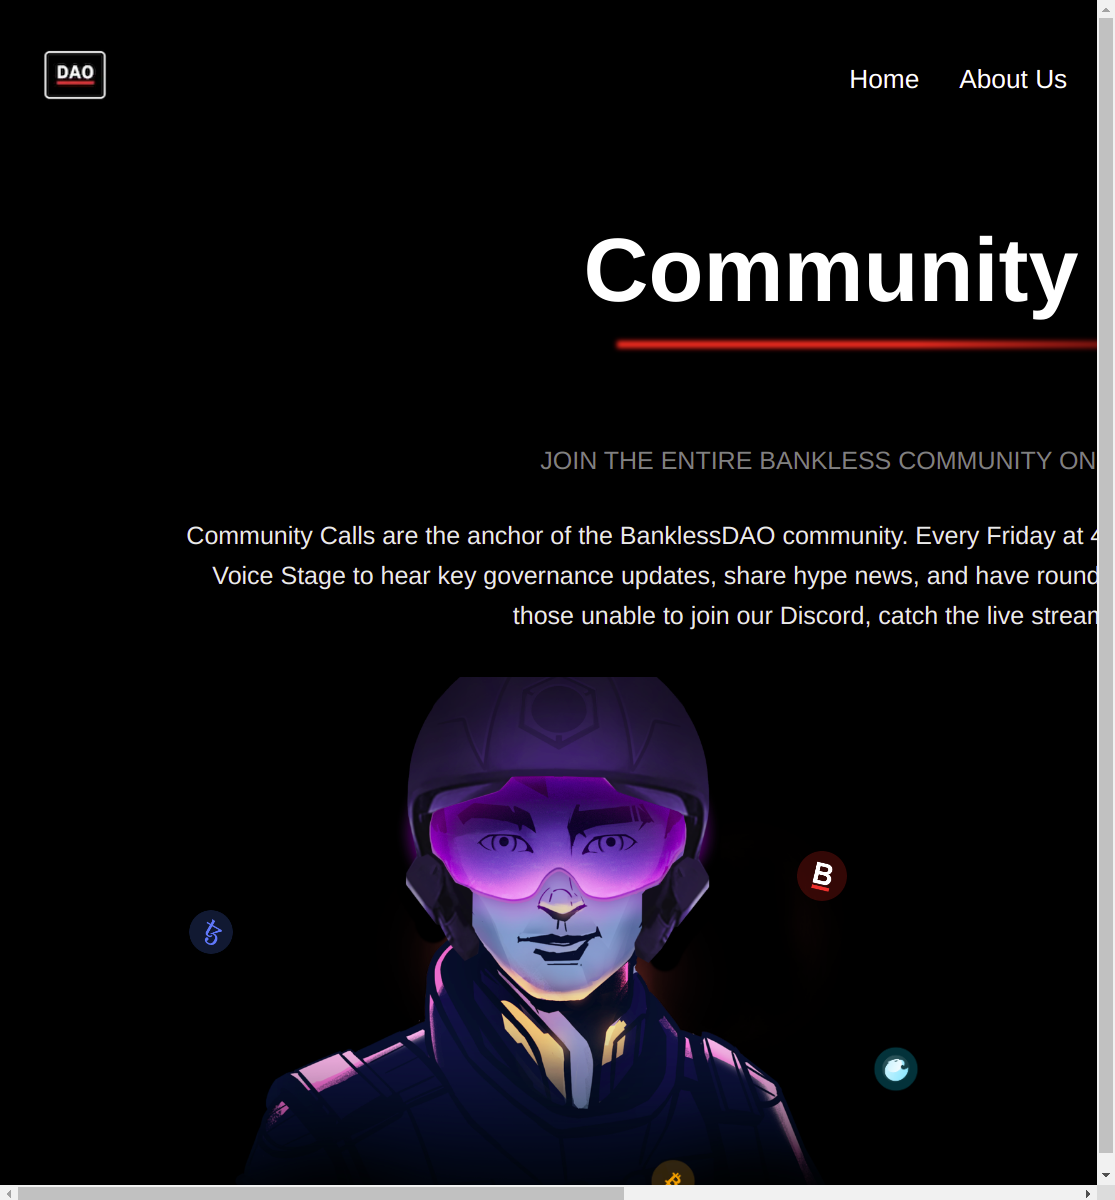 DAO
Home About Us
Community
JOIN THE ENTIRE BANKLESS COMMUNITY ON
Community Calls are the anchor of the BanklessDAO community. Every Friday at
Voice Stage to hear key governance updates, share hype news, and have round
those unable to join our Discord, catch the live
B